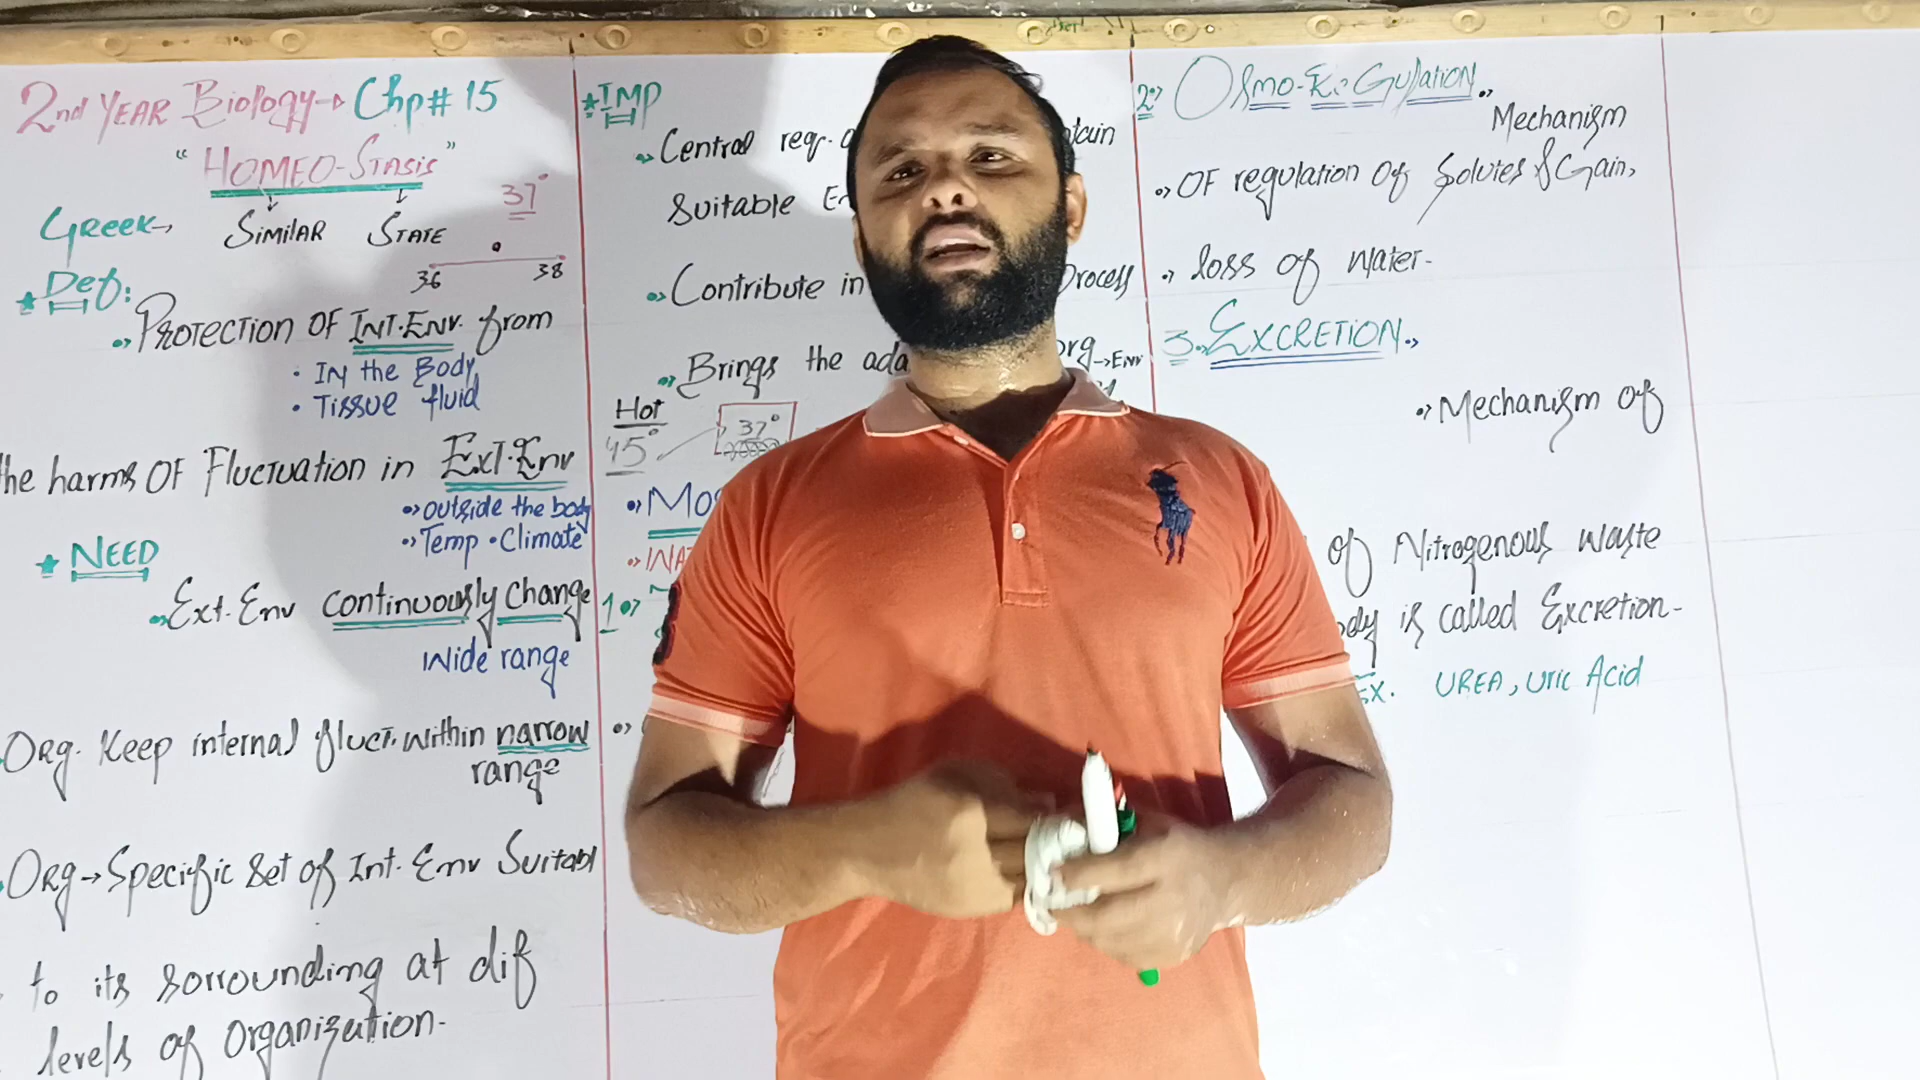 2nd YEAR Biology→ Chp# 15
"HOMEO-STASIS"
Greek→ SIMILAR STATE
37°
36 38
* Def:
PROTECTION OF INT.ENV. from
• IN the Body
• Tissue fluid
the harms OF Fluctuation in Ext.Env
outside the body
Temp • Climate
* NEED
Ext. Env continuously change
Wide range
Org. Keep internal fluct. within narrow
range
Org→Specific set of Int. Env Suitabl
to its sorrounding at dif
levels of organization.
* IMP
Central reqr.
Suitable
Contribute in Process
Brings the org→ENV
Hot
45° 37°
1
2 OSMO-REGULATION.
Mechanism
OF regulation of Solutes & Gain,
loss of water.
3. EXCRETION.
Mechanism of
of Nitrogenous waste
is called Excretion.
EX. UREA, Uric Acid